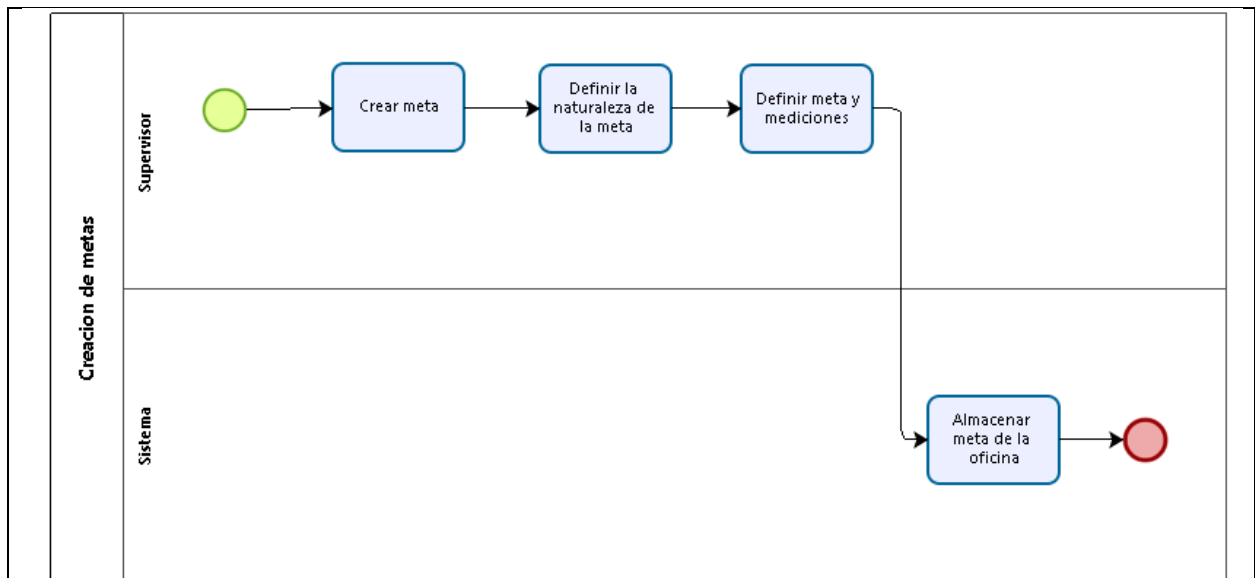 Creacion de metas
Supervisor
Crear meta
Definir la
naturaleza de
la meta
Definir meta y
mediciones
Sistema
Almacenar
meta de la
oficina